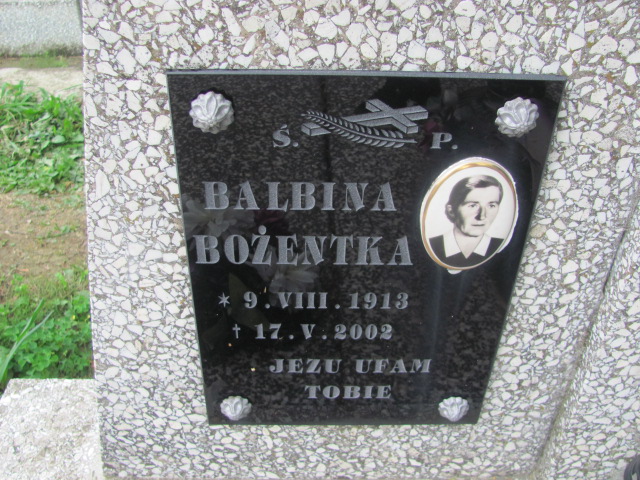 Ś. P.
BALBINA
BOŻENTKA
* 9.VIII.1913
† 17.V.2002
JEZU UFAM
TOBIE